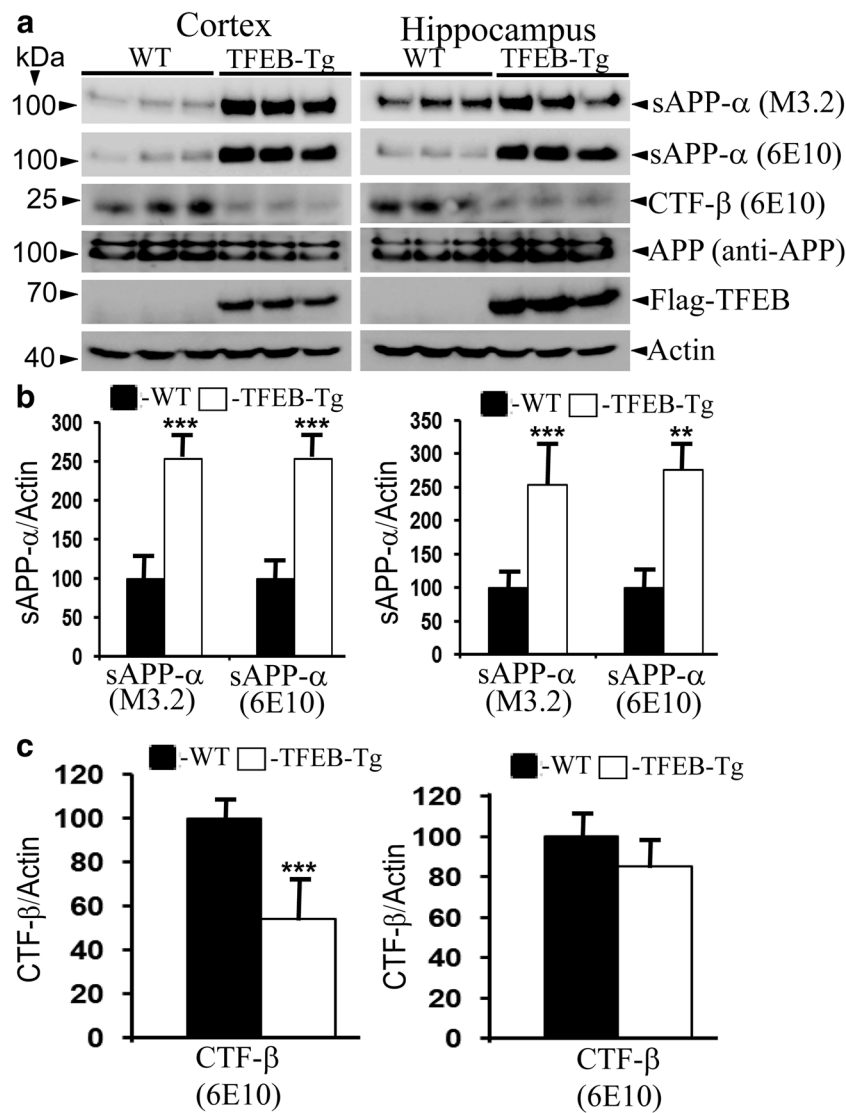 a
Cortex
Hippocampus
kDa
WT
TFEB-Tg
WT
TFEB-Tg
100
sAPP-α (M3.2)
100
sAPP-α (6E10)
25
CTF-β (6E10)
100
APP (anti-APP)
70
Flag-TFEB
40
Actin
b
-WT
-TFEB-Tg
-WT
-TFEB-Tg
sAPP-α/Actin
300
250
200
150
100
50
0
***
***
sAPP-α
(M3.2)
sAPP-α
(6E10)
sAPP-α/Actin
350
300
250
200
150
100
50
0
***
**
sAPP-α
(M3.2)
sAPP-α
(6E10)
c
-WT
-TFEB-Tg
-WT
-TFEB-Tg
CTF-β/Actin
120
100
80
60
40
20
0
***
CTF-β
(6E10)
CTF-β/Actin
120
100
80
60
40
20
0
CTF-β
(6E10)